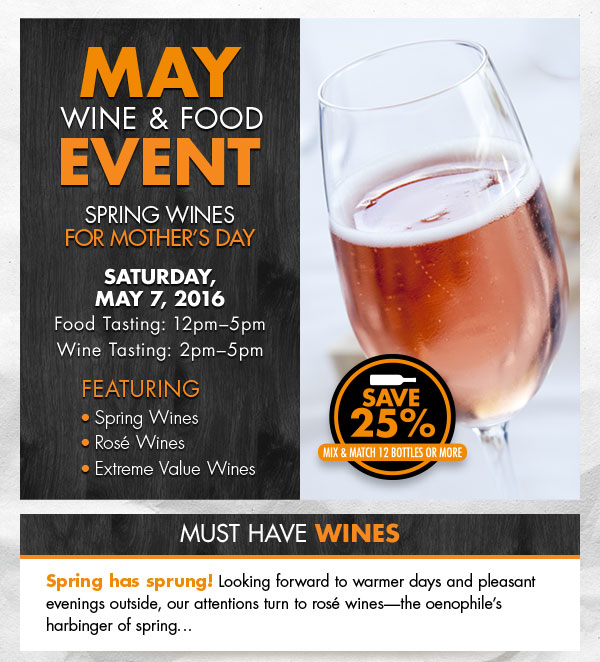 MAY
WINE & FOOD
EVENT
SPRING WINES
FOR MOTHER'S DAY
SATURDAY,
MAY 7, 2016
Food Tasting: 12pm–5pm
Wine Tasting: 2pm–5pm
FEATURING
• Spring Wines
• Rosé Wines
• Extreme Value Wines
SAVE
25%
MIX & MATCH 12 BOTTLES OR MORE
MUST HAVE WINES
Spring has sprung! Looking forward to warmer days and pleasant
evenings outside, our attentions turn to rosé wines—the oenophile's
harbinger of spring…